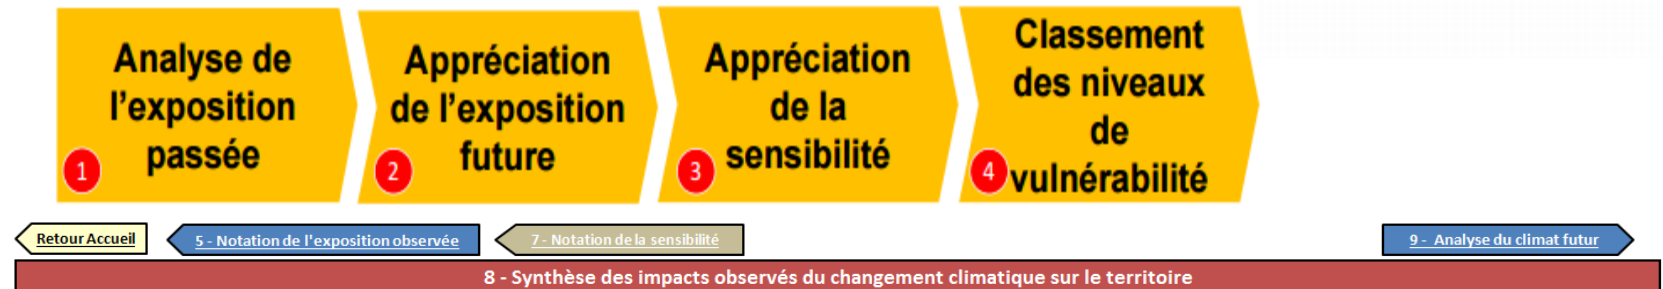 Analyse de
l'exposition
passée
1
Appréciation
de l'exposition
future
2
Appréciation
de la
sensibilité
3
Classement
des niveaux
de
vulnérabilité
4
Retour Accueil
5 - Notation de l'exposition observée
7 - Notation de la sensibilité
9 - Analyse du climat futur
8 - Synthèse des impacts observés du changement climatique sur le territoire